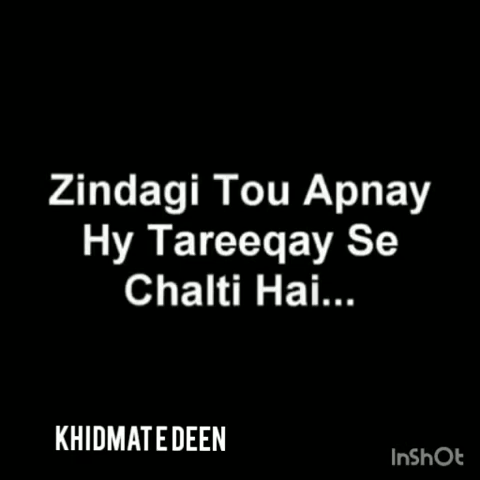 Zindagi Tou Apnay
Hy Tareeqay Se
Chalti Hai...
KHIDMAT E DEEN
InShOt